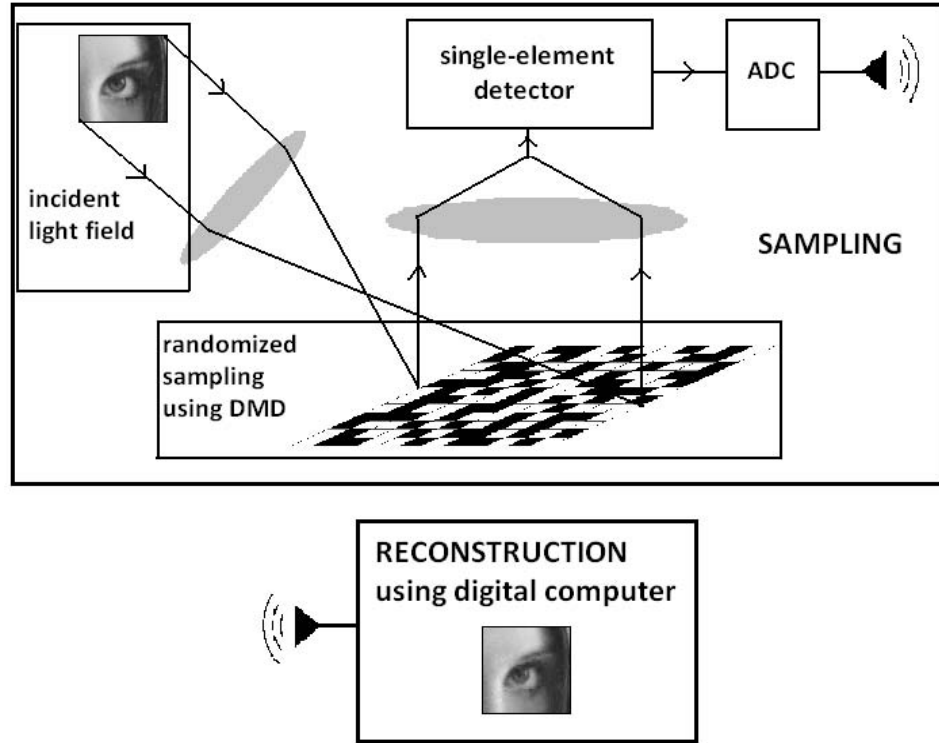 single-element
detector
ADC
incident
light field
SAMPLING
randomized
sampling
using DMD
RECONSTRUCTION
using digital computer